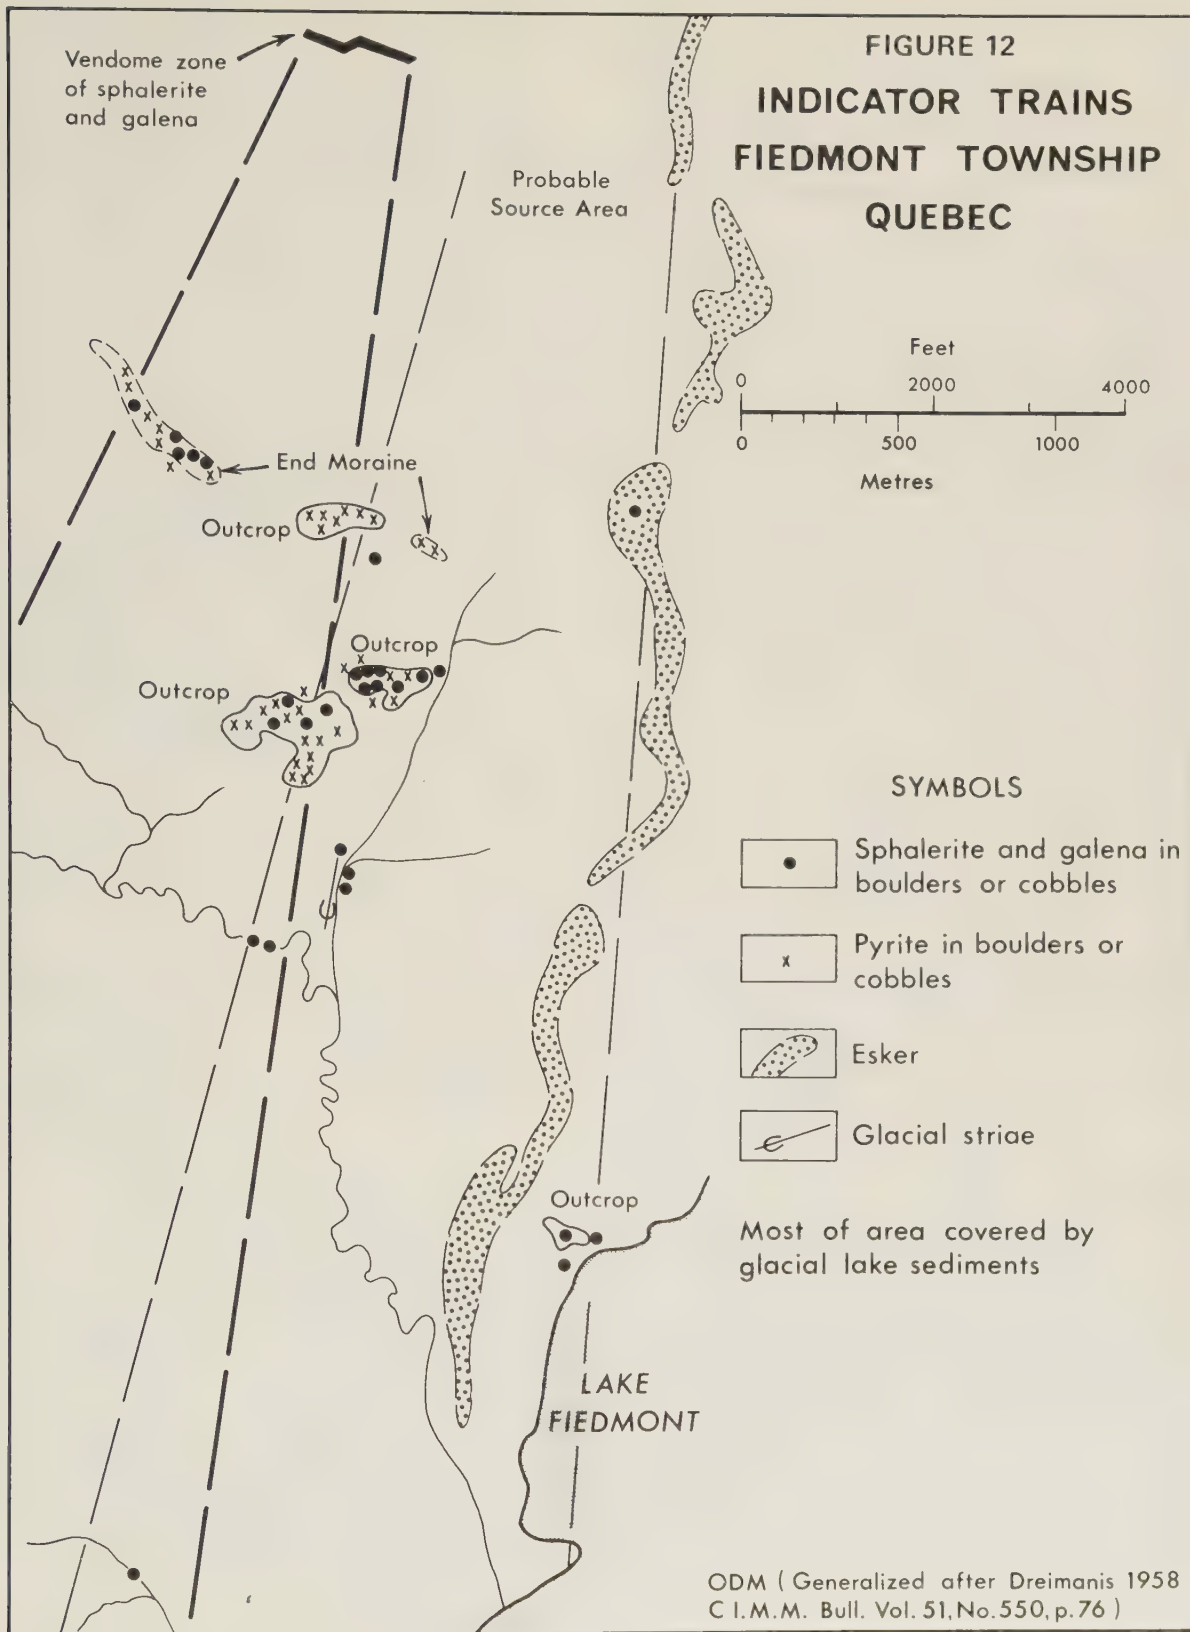 FIGURE 12
INDICATOR TRAINS
FIEDMONT TOWNSHIP
QUEBEC
Vendome zone
of sphalerite
and galena
Probable
Source Area
Feet
0
2000
4000
0
500
1000
Metres
End Moraine
Outcrop
Outcrop
Outcrop
SYMBOLS
Sphalerite and galena in
boulders or cobbles
x
Pyrite in boulders or
cobbles
Esker
Glacial striae
Outcrop
Most of area covered by
glacial lake sediments
LAKE
FIEDMONT
ODM ( Generalized after Dreimanis 1958
C I.M.M. Bull. Vol. 51, No. 550, p. 76 )